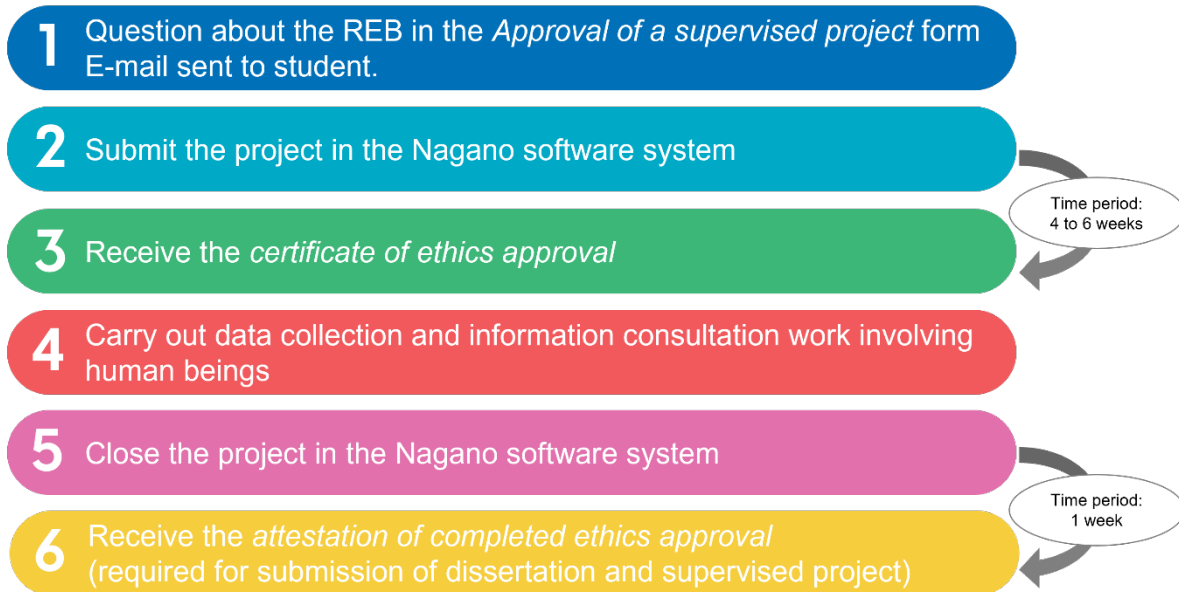 1
Question about the REB in the Approval of a supervised project form
E-mail sent to student.
2
Submit the project in the Nagano software system
Time period:
4 to 6 weeks
3
Receive the certificate of ethics approval
4
Carry out data collection and information consultation work involving
human beings
5
Close the project in the Nagano software system
Time period:
1 week
6
Receive the attestation of completed ethics approval
(required for submission of dissertation and supervised project)